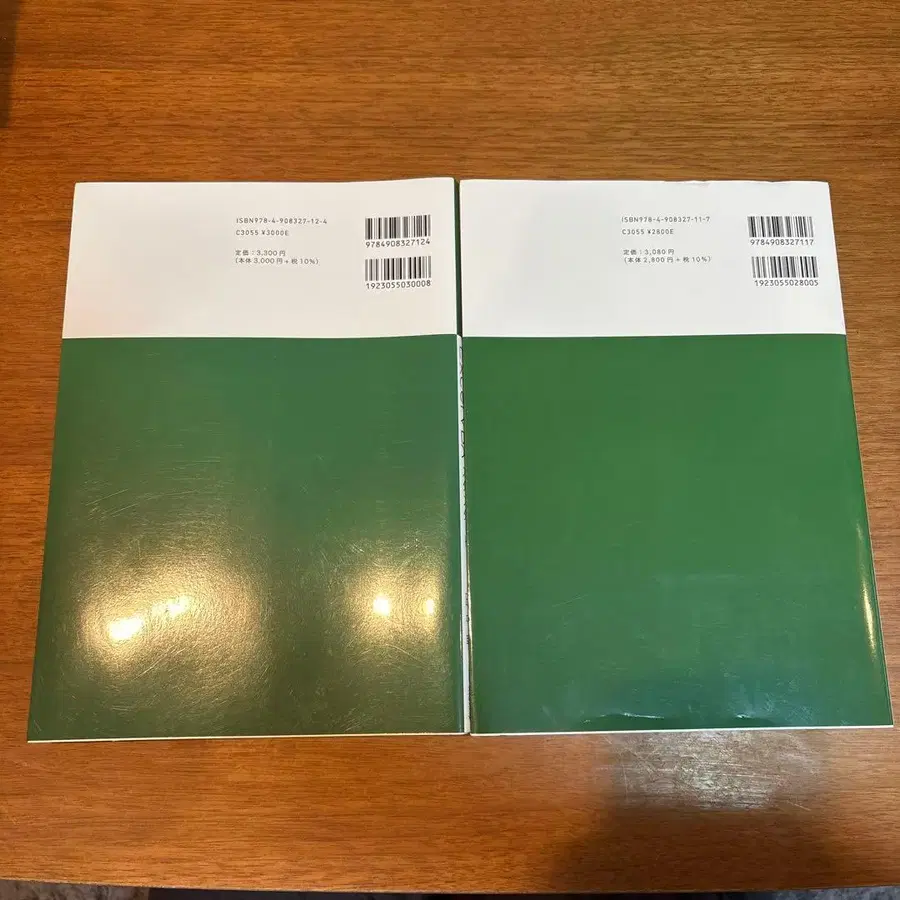 ISBN978-4-908327-12-4
C3055 ¥3000E
定価：3,300円
(本体3,000円+税10%)
9784908327124
1923055030008
ISBN978-4-908327-11-7
C3055 ¥2800E
定価：3,080円
(本体2,800円+税10%)
9784908327117
1923055028005